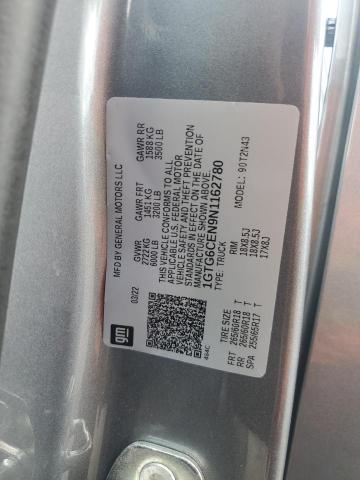 MFD BY GENERAL MOTORS LLC
03/22
GVWR
2722 KG
6000 LB
GAWR FRT
1451 KG
3200 LB
GAWR RR
1588 KG
3500 LB
THIS VEHICLE CONFORMS TO ALL
APPLICABLE U.S. FEDERAL MOTOR
VEHICLE SAFETY AND THEFT PREVENTION
STANDARDS IN EFFECT ON THE DATE OF
MANUFACTURE SHOWN ABOVE.
1GTG6CEN9N1162780
TYPE: TRUCK
MODEL: 90T2N43
gm
494C
TIRE SIZE
RIM
FRT 265/60R18 T 18X8.5J
RR 265/60R18 T 18X8.5J
SPA 255/65R17 T 17X8J